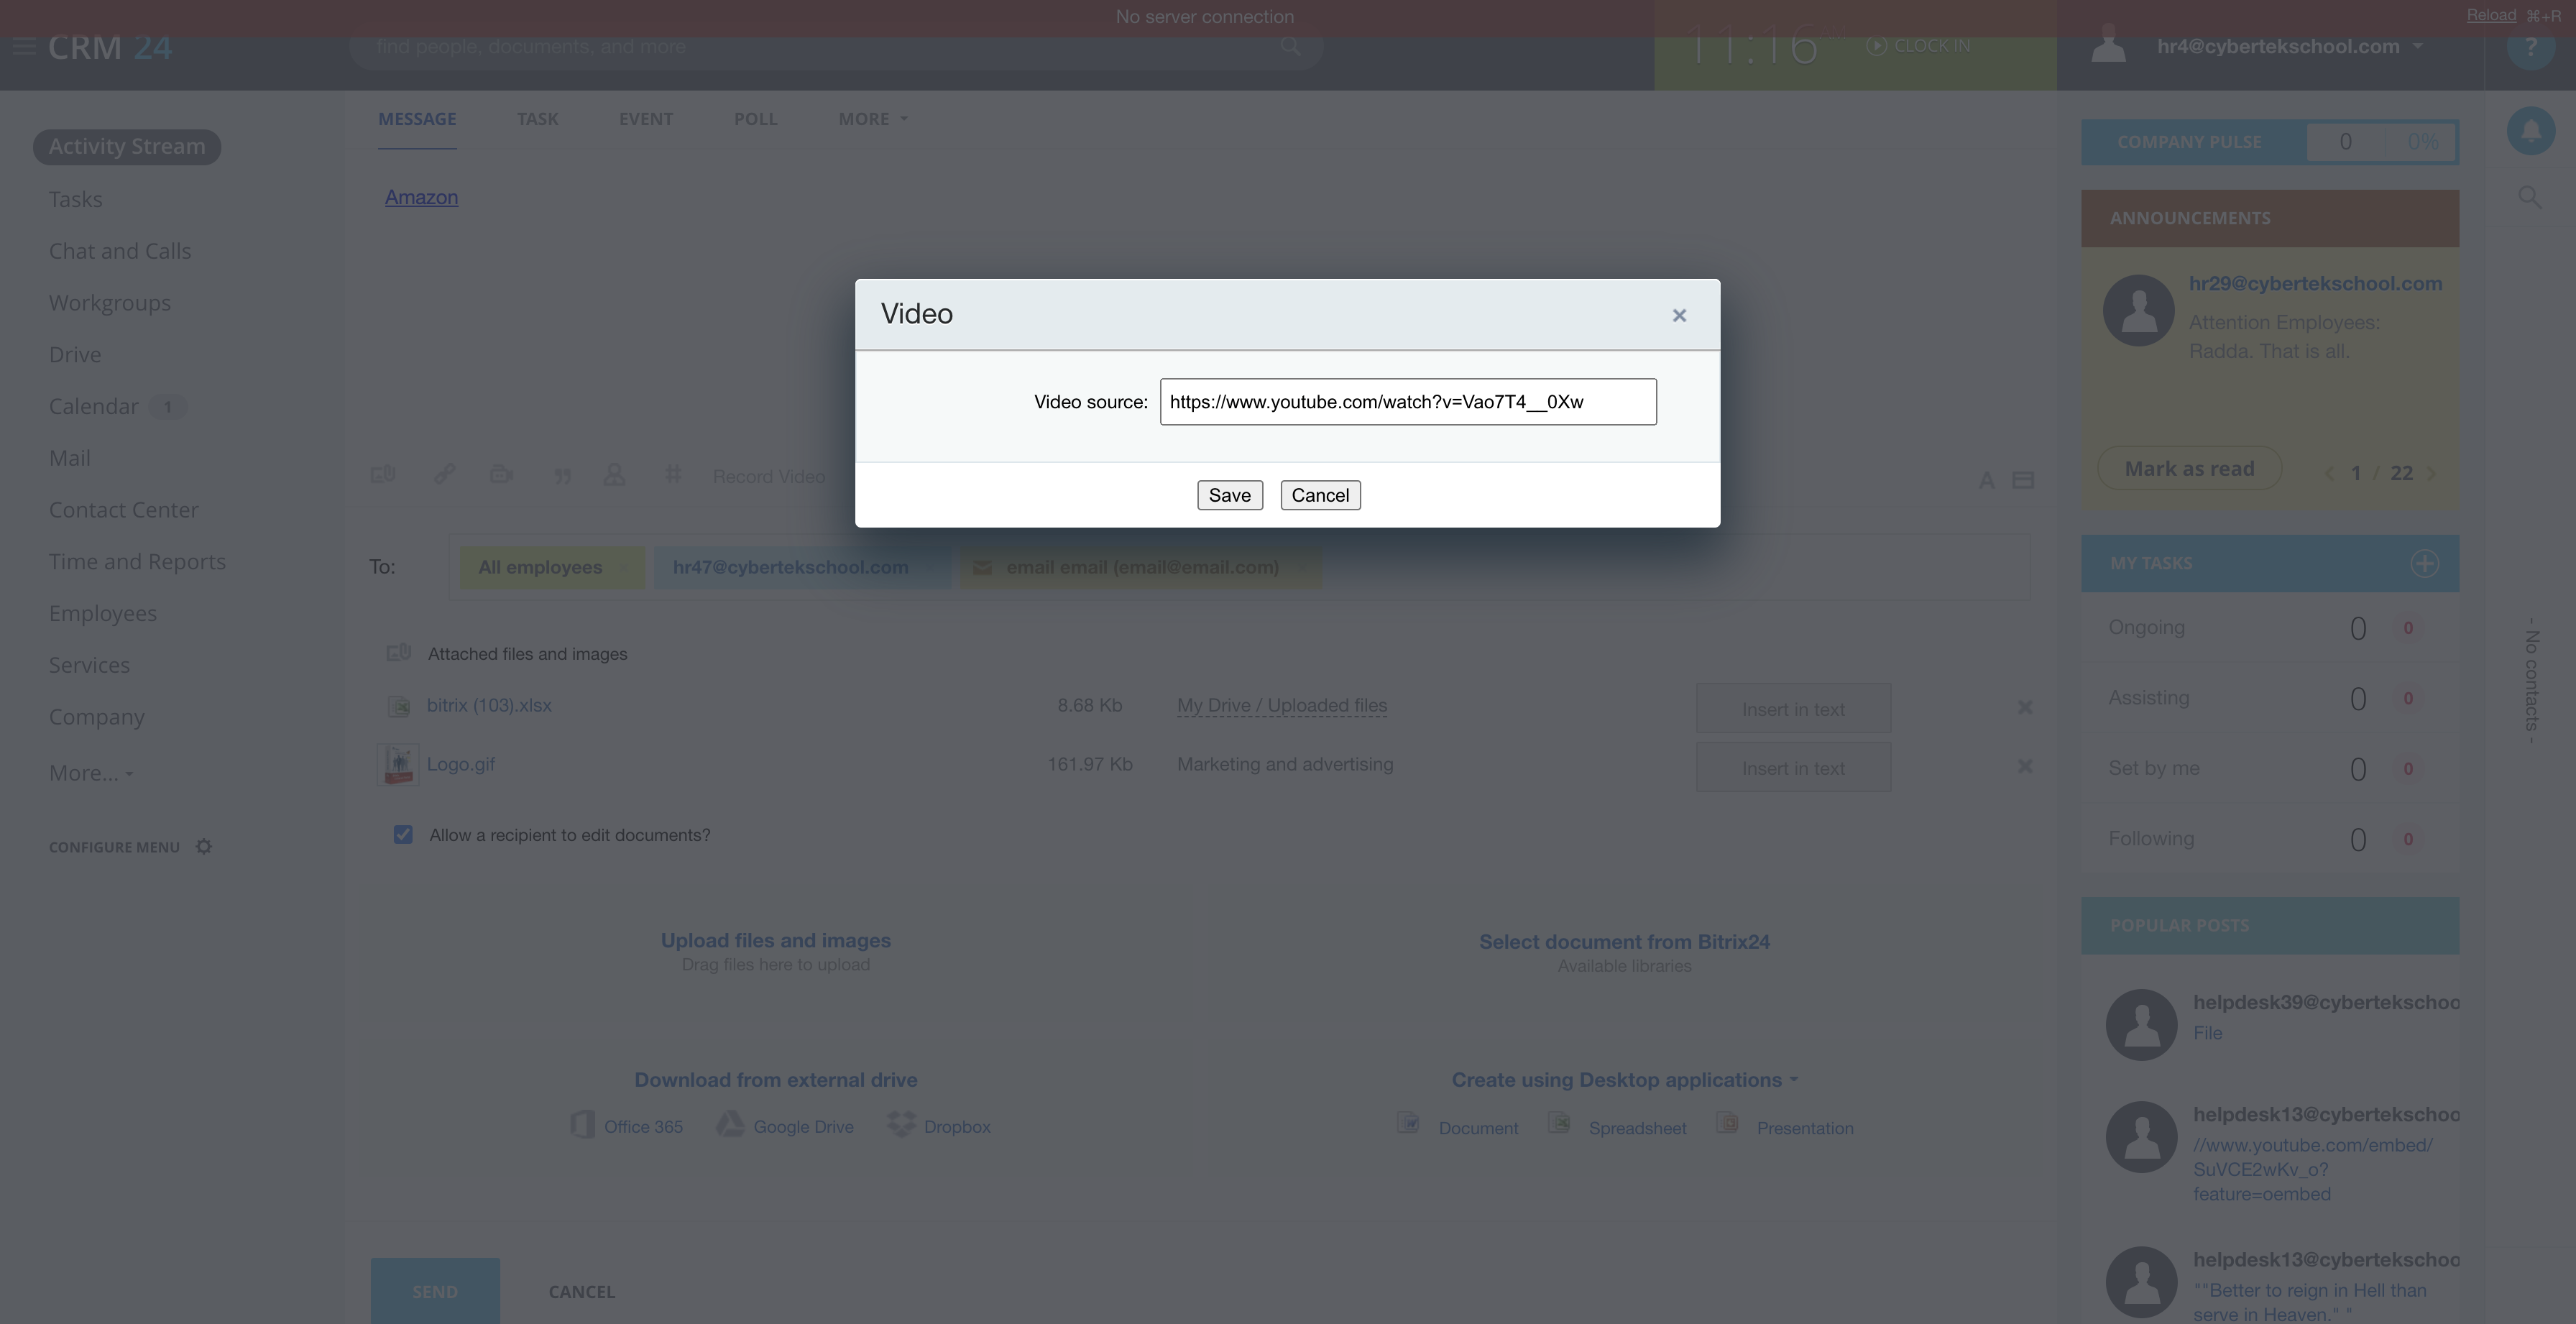 No server connection
Reload ⌘+R
CRM 24
find people, documents, and more
11:16
CLOCK IN
hr4@cybertekschool.com
?
MESSAGE
TASK
EVENT
POLL
MORE
Activity Stream
Tasks
Chat and Calls
Workgroups
Drive
Calendar 1
Mail
Contact Center
Time and Reports
Employees
Services
Company
More...
CONFIGURE MENU
Amazon
Video
×
Video source: https://www.youtube.com/watch?v=Vao7T4__0Xw
Save
Cancel
Record Video
A
To:
All employees
hr47@cybertekschool.com
email email (email@email.com)
Attached files and images
bitrix (103).xlsx
8.68 Kb
My Drive / Uploaded files
Insert in text
Logo.gif
161.97 Kb
Marketing and advertising
Insert in text
Allow a recipient to edit documents?
Upload files and images
Drag files here to upload
Select document from Bitrix24
Available libraries
Download from external drive
Office 365
Google Drive
Dropbox
Create using Desktop applications
Document
Spreadsheet
Presentation
SEND
CANCEL
COMPANY PULSE
0
0%
ANNOUNCEMENTS
hr29@cybertekschool.com
Attention Employees:
Radda. That is all.
Mark as read
1 / 22
MY TASKS
Ongoing 0 0
Assisting 0 0
Set by me 0 0
Following 0 0
POPULAR POSTS
helpdesk39@cybertekschoo
File
helpdesk13@cybertekschoo
//www.youtube.com/embed/
SuVCE2wKv_o?
feature=oembed
helpdesk13@cybertekschoo
""Better to reign in Hell than
serve in Heaven." "
- No contacts -